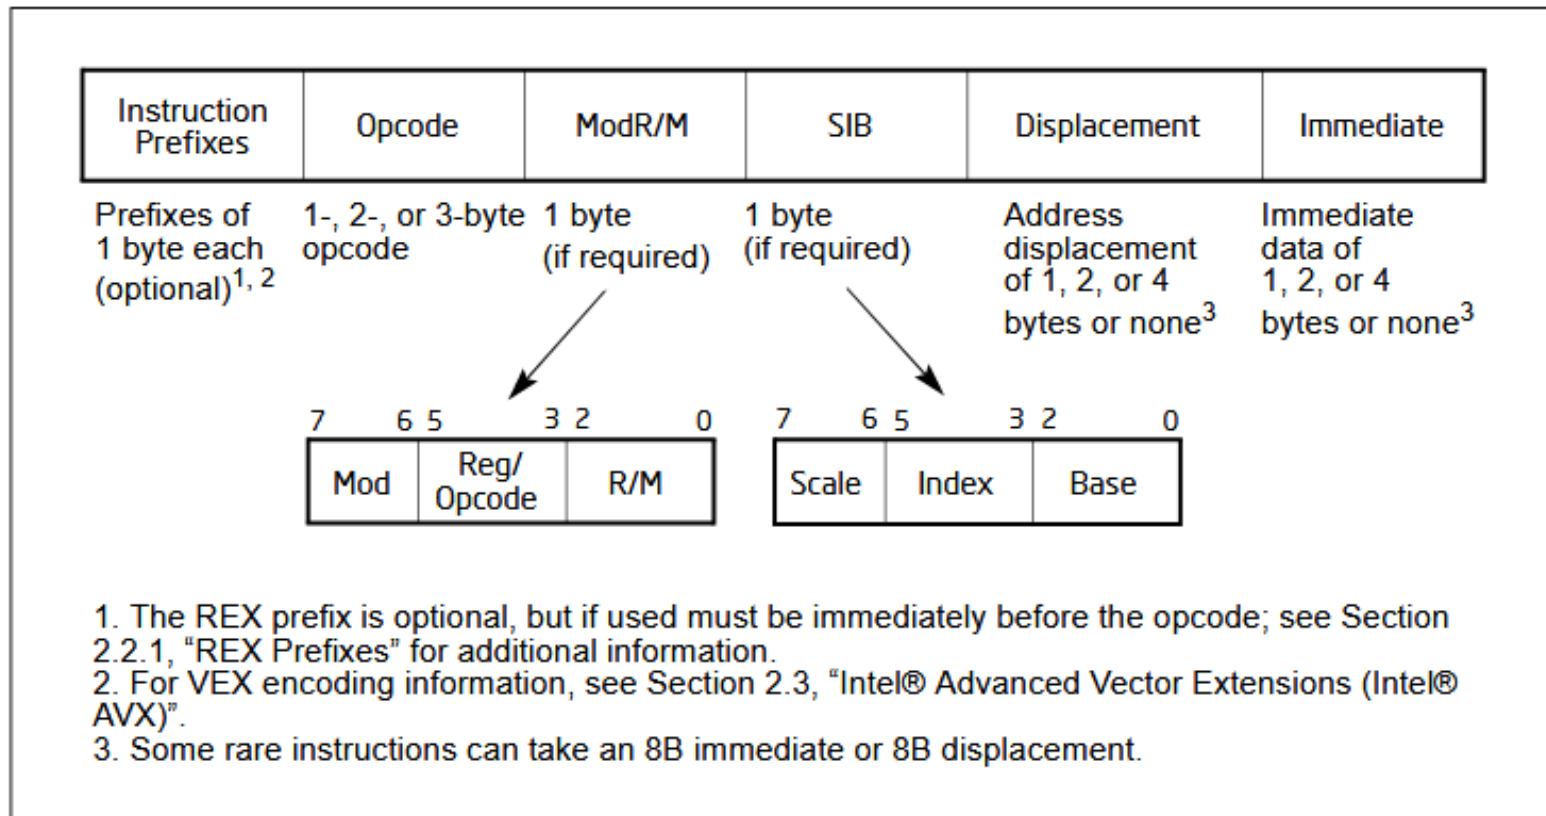 Instruction Prefixes Opcode ModR/M SIB Displacement Immediate
Prefixes of 1 byte each (optional)1, 2
1-, 2-, or 3-byte opcode
1 byte (if required)
1 byte (if required)
Address displacement of 1, 2, or 4 bytes or none3
Immediate data of 1, 2, or 4 bytes or none3
7 6 5 3 2 0
Mod Reg/Opcode R/M
7 6 5 3 2 0
Scale Index Base
1. The REX prefix is optional, but if used must be immediately before the opcode; see Section
2.2.1, “REX Prefixes” for additional information.
2. For VEX encoding information, see Section 2.3, “Intel® Advanced Vector Extensions (Intel®
AVX)”.
3. Some rare instructions can take an 8B immediate or 8B displacement.